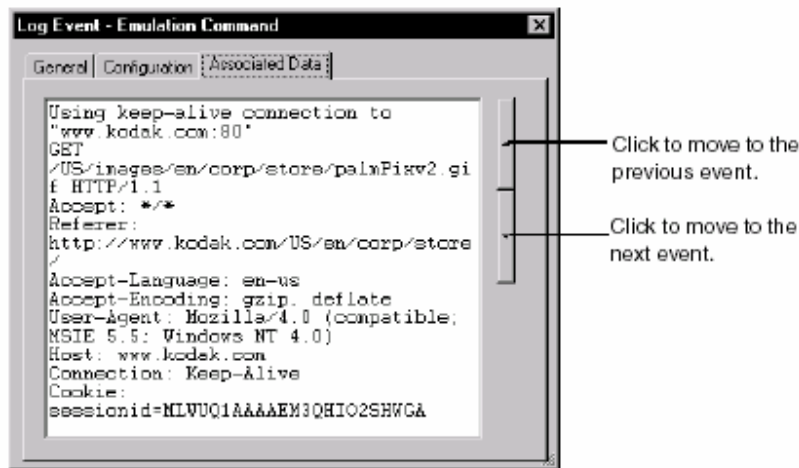 Log Event - Emulation Command
General Configuration Associated Data
Using keep-alive connection to
"www.kodak.com:80"
GET
/US/images/en/corp/store/palmPixv2.gi
f HTTP/1.1
Accept: */*
Referer:
http://www.kodak.com/US/en/corp/store
/
Accept-Language: en-us
Accept-Encoding: gzip, deflate
User-Agent: Mozilla/4.0 (compatible;
MSIE 5.5; Windows NT 4.0)
Host: www.kodak.com
Connection: Keep-Alive
Cookie:
sessionid=MLWUQ1AAAAEM3QHIO2SHWGA
Click to move to the
previous event.
Click to move to the
next event.